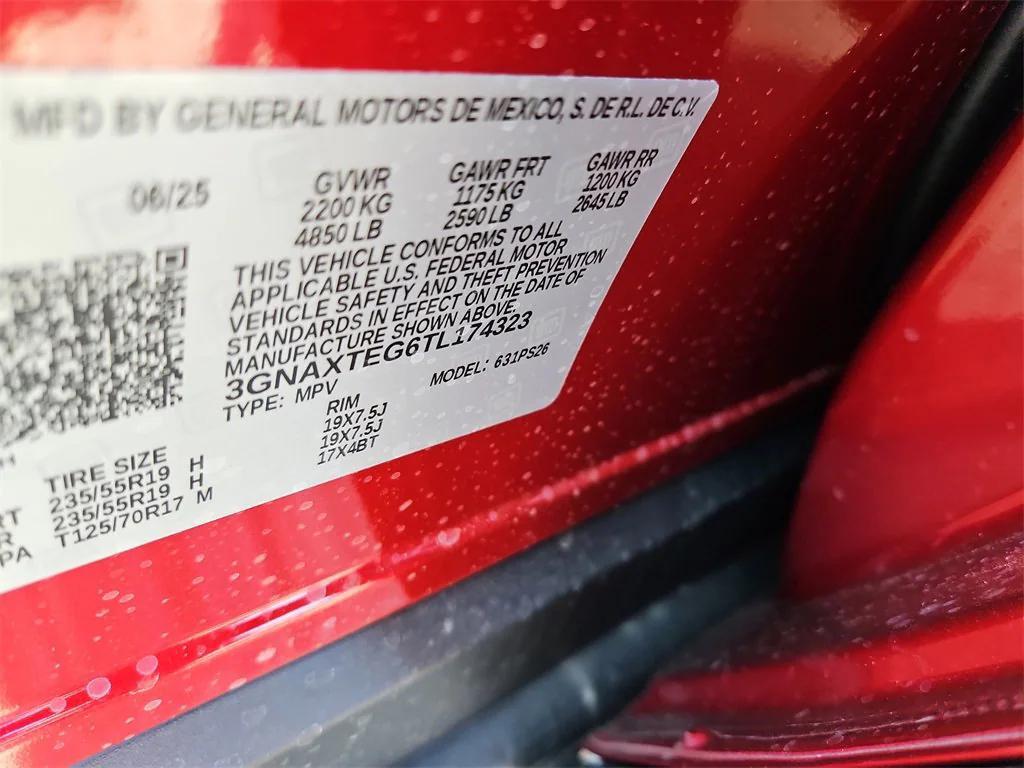 MFD BY GENERAL MOTORS DE MEXICO, S. DE R.L. DE C.V.
06/25
GVWR
2200 KG
4850 LB
GAWR FRT
1175 KG
2590 LB
GAWR RR
1200 KG
2645 LB
THIS VEHICLE CONFORMS TO ALL
APPLICABLE U.S. FEDERAL MOTOR
VEHICLE SAFETY AND THEFT PREVENTION
STANDARDS IN EFFECT ON THE DATE OF
MANUFACTURE SHOWN ABOVE.
3GNAXTEG6TL174323
TYPE: MPV
MODEL: 631PS26
TIRE SIZE
235/55R19 H
235/55R19 H
T125/70R17 M
RIM
19X7.5J
19X7.5J
17X4BT